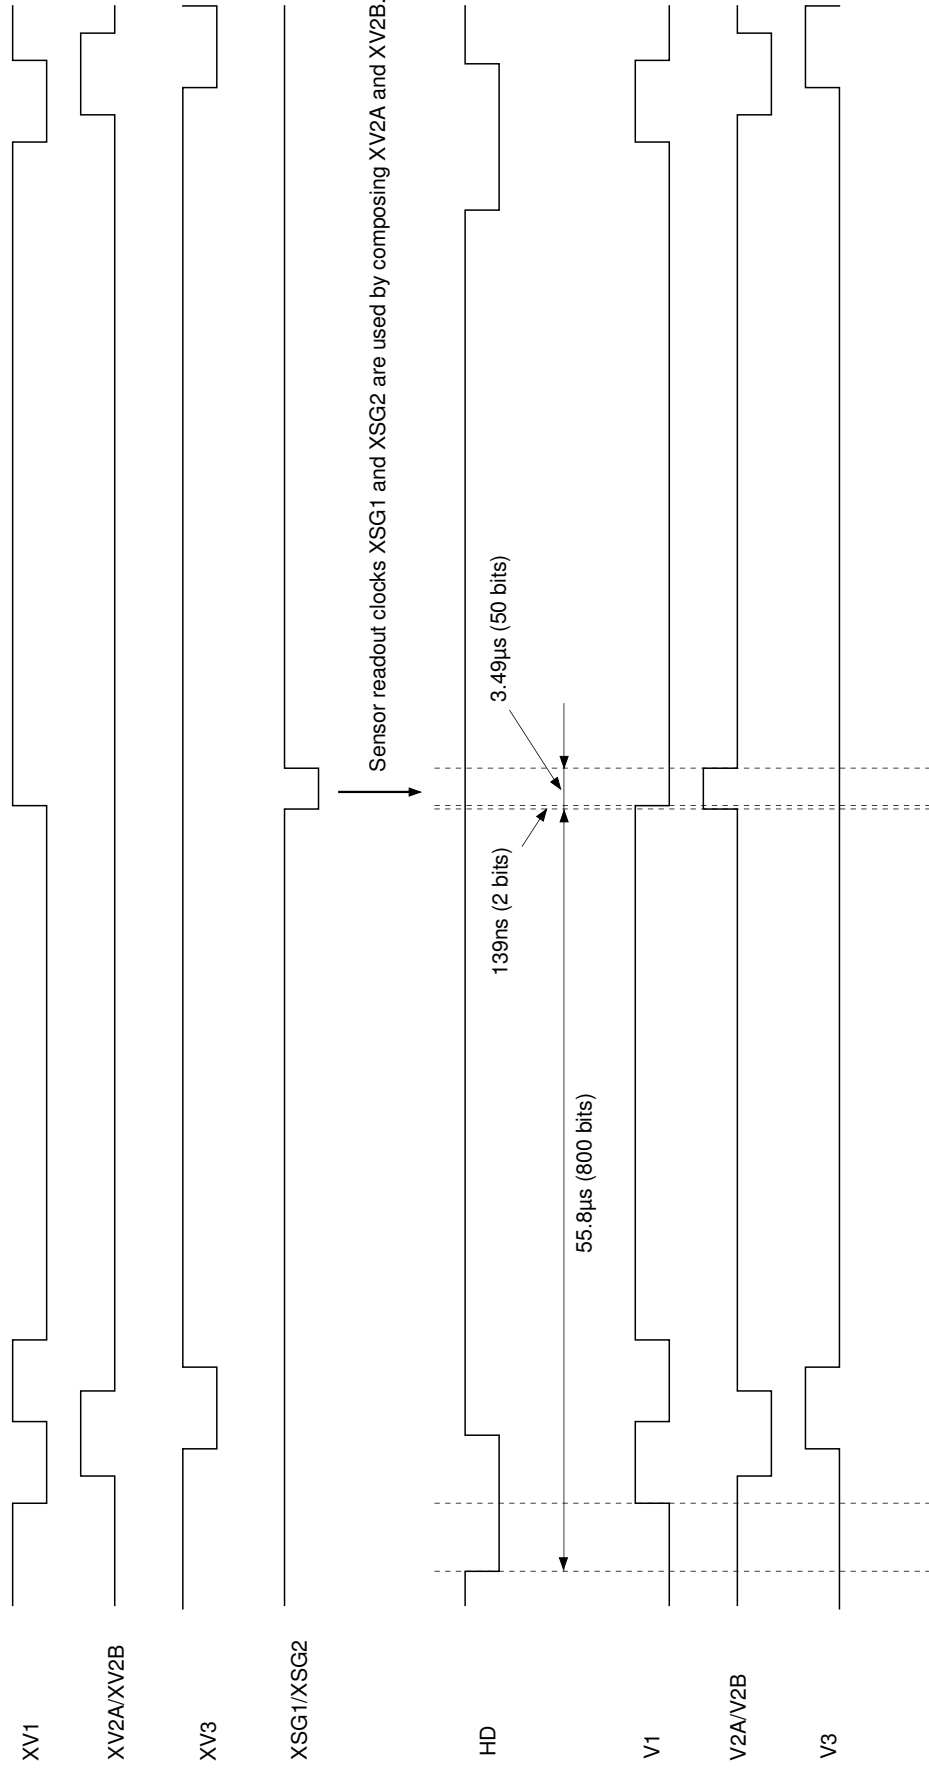 XV1
XV2A/XV2B
XV3
XSG1/XSG2
Sensor readout clocks XSG1 and XSG2 are used by composing XV2A and XV2B.
HD
139ns (2 bits)
3.49µs (50 bits)
55.8µs (800 bits)
V1
V2A/V2B
V3